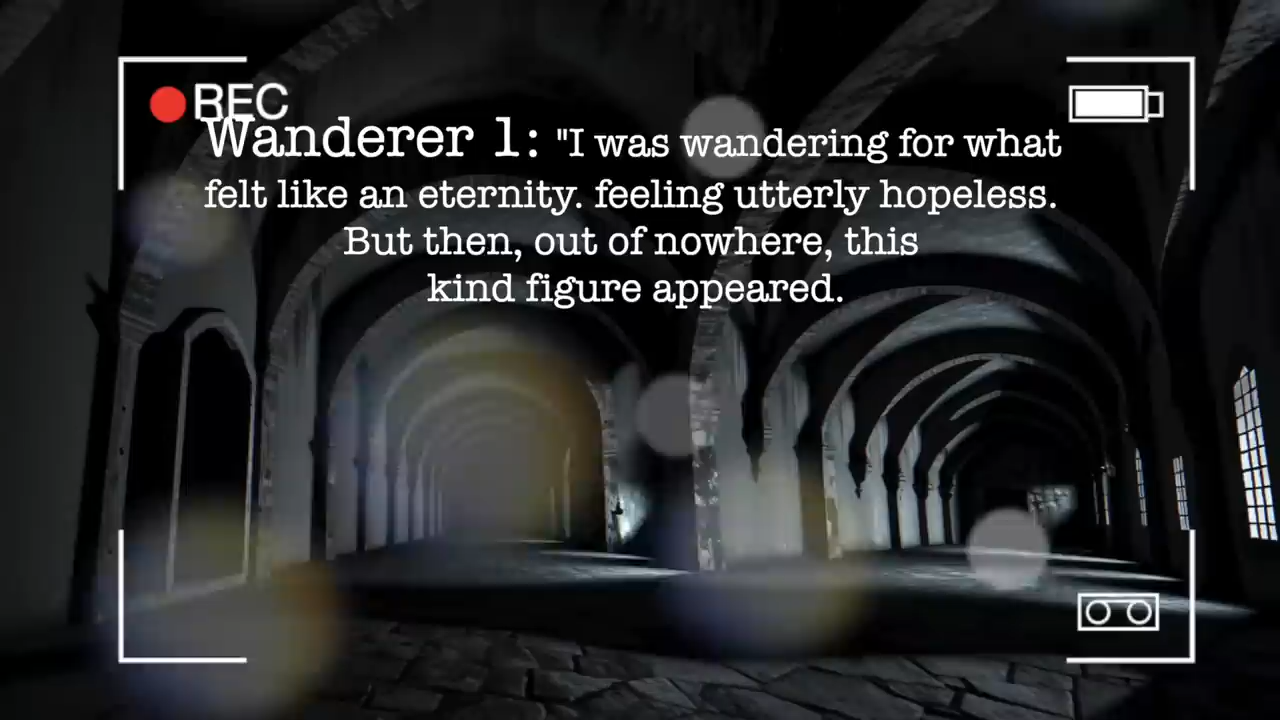 REC
Wanderer 1: "I was wandering for what
felt like an eternity. feeling utterly hopeless.
But then, out of nowhere, this
kind figure appeared.